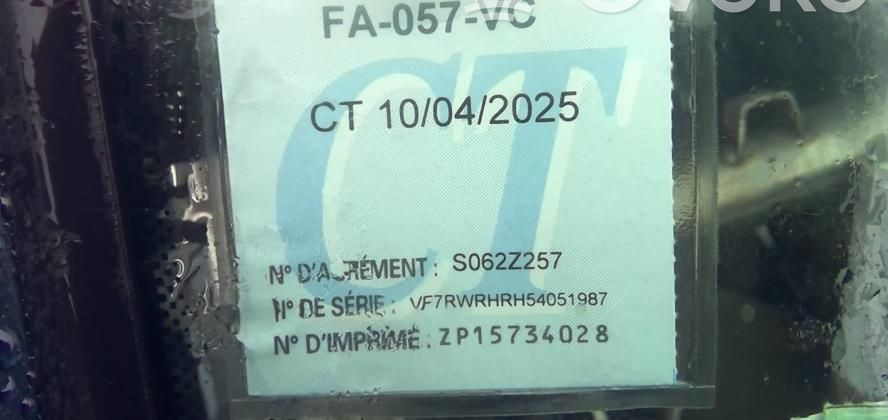 FA-057-VC
CT
CT 10/04/2025
N° D'AGRÉMENT : S062Z257
N° DE SÉRIE : VF7RWRHRH54051987
N° D'IMPRIMÉ : ZP15734028